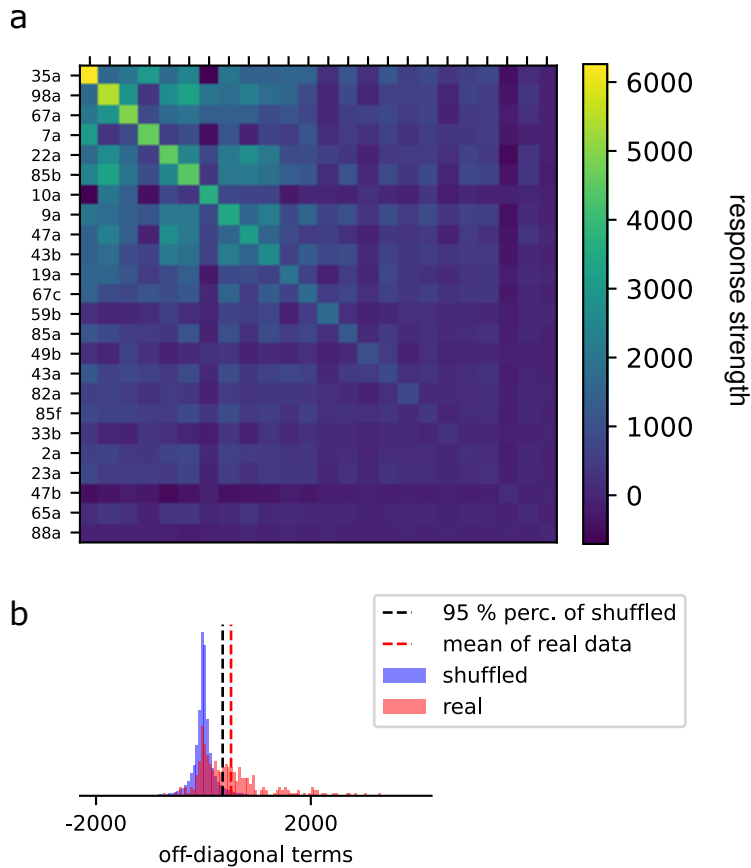 a
35a
98a
67a
7a
22a
85b
10a
9a
47a
43b
19a
67c
59b
85a
49b
43a
82a
85f
33b
2a
23a
47b
65a
88a
6000
5000
4000
3000
2000
1000
0
response strength
b
95 % perc. of shuffled
mean of real data
shuffled
real
-2000
2000
off-diagonal terms